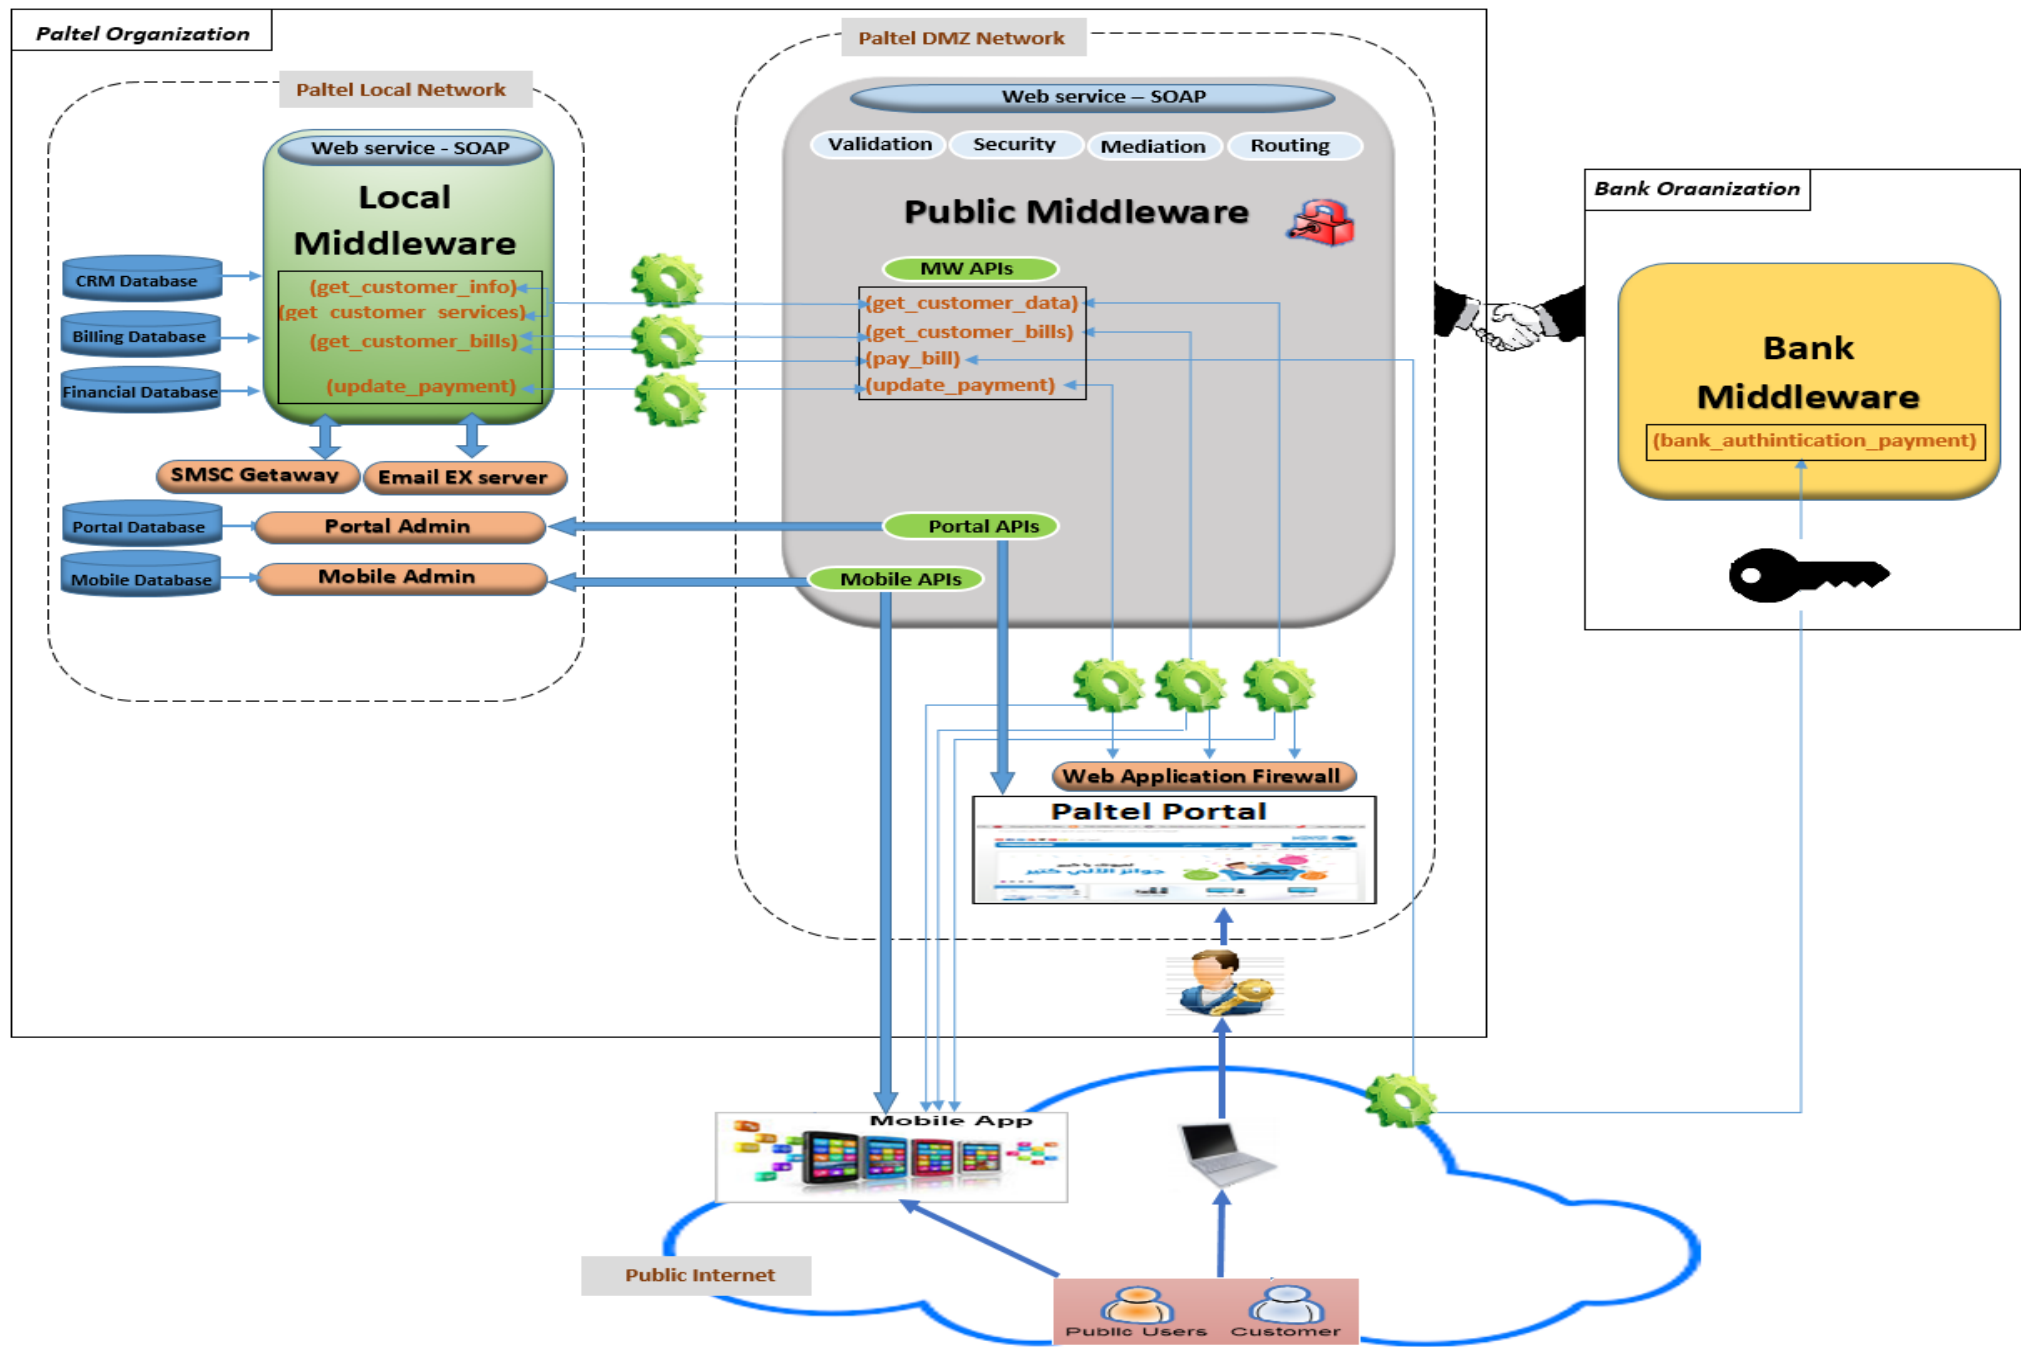 Paltel Organization
Paltel Local Network
Web service - SOAP
Local
Middleware
(get_customer_info)
(get_customer_services)
(get_customer_bills)
(update_payment)
CRM Database
Billing Database
Financial Database
SMSC Getaway
Email EX server
Portal Database
Portal Admin
Mobile Database
Mobile Admin
Paltel DMZ Network
Web service – SOAP
Validation
Security
Mediation
Routing
Public Middleware
MW APIs
(get_customer_data)
(get_customer_bills)
(pay_bill)
(update_payment)
Portal APIs
Mobile APIs
Web Application Firewall
Paltel Portal
جوائز الآلي كتير
Bank Oraanization
Bank
Middleware
(bank_authintication_payment)
Mobile App
Public Internet
Public Users
Customer